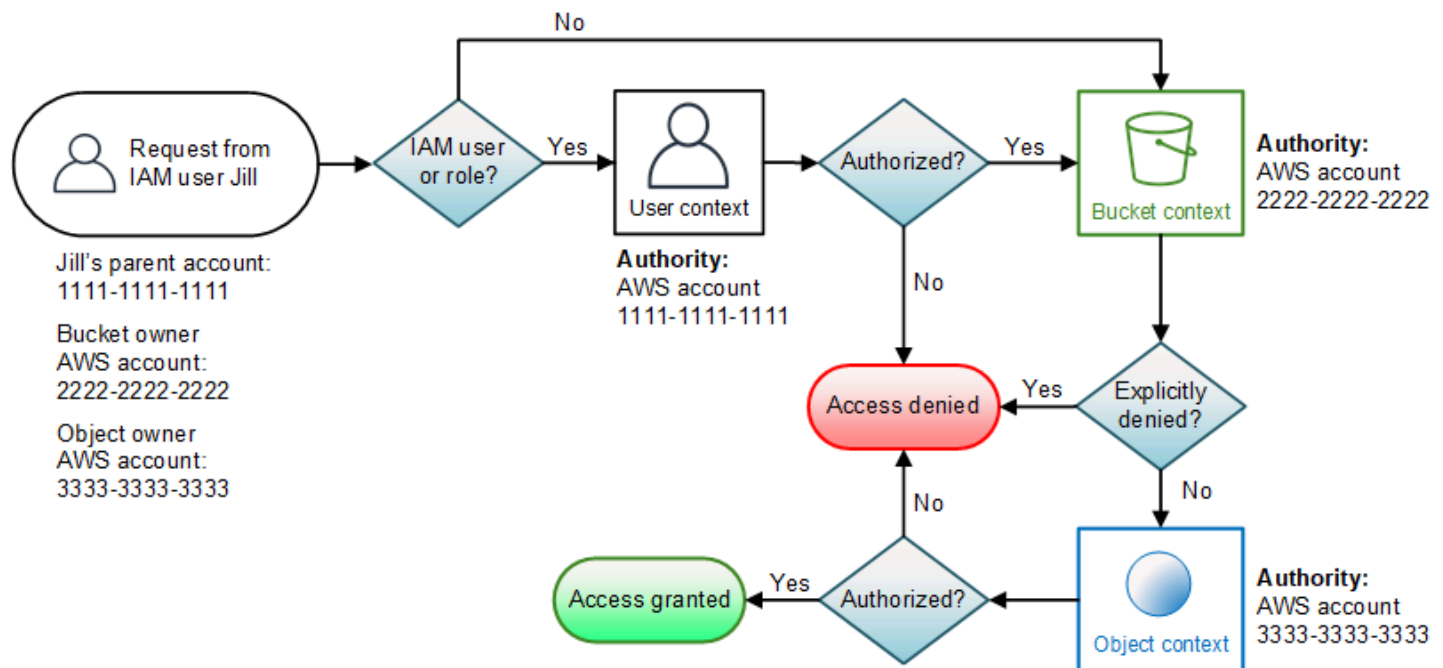 No
Request from
IAM user Jill
IAM user
or role?
Yes
User context
Authorized?
Yes
Bucket context
Authority:
AWS account
2222-2222-2222
Jill's parent account:
1111-1111-1111
Bucket owner
AWS account:
2222-2222-2222
Object owner
AWS account:
3333-3333-3333
Authority:
AWS account
1111-1111-1111
No
Access denied
Yes
Explicitly
denied?
No
No
Access granted
Yes
Authorized?
Object context
Authority:
AWS account
3333-3333-3333